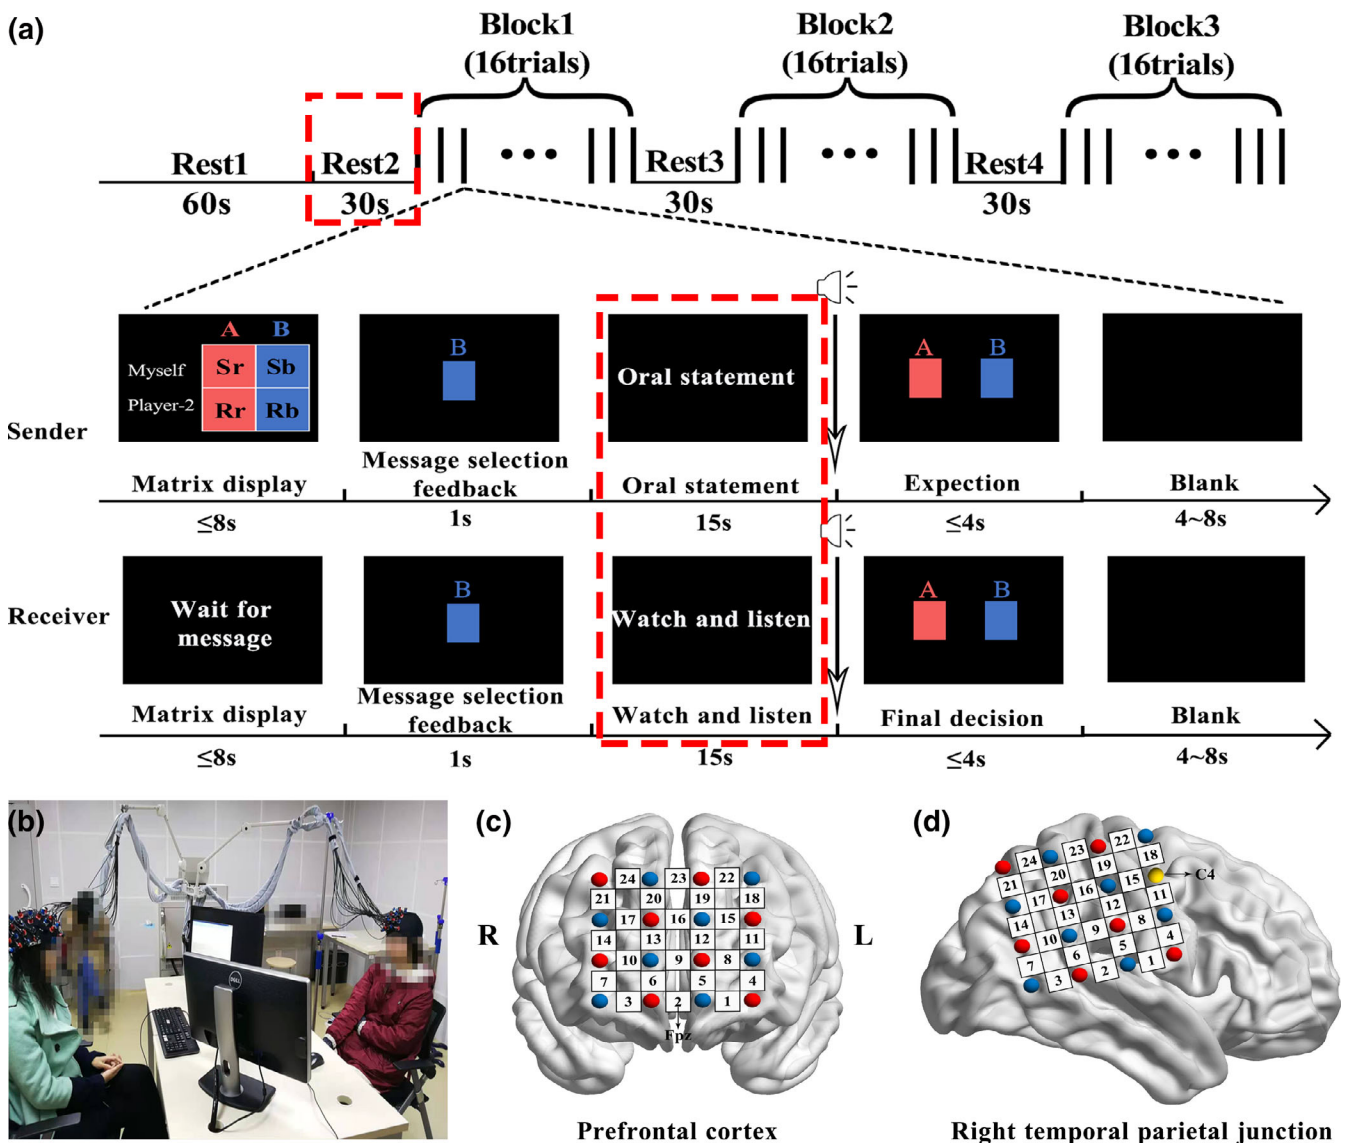 (a)
Block1
(16trials)
Block2
(16trials)
Block3
(16trials)
Rest1
Rest2
Rest3
Rest4
60s
30s
30s
30s
Sender
A B
Myself Sr Sb
Player-2 Rr Rb
B
Oral statement
A B
Matrix display
Message selection
feedback
Oral statement
Expection
Blank
≤8s
1s
15s
≤4s
4~8s
Receiver
Wait for
message
B
Watch and listen
A B
Matrix display
Message selection
feedback
Watch and listen
Final decision
Blank
≤8s
1s
15s
≤4s
4~8s
(b)
DELL
(c)
R
L
24 23 22
21 20 19 18
17 16 15
14 13 12 11
10 9 8
7 6 5 4
3 2 1
Fpz
Prefrontal cortex
(d)
24 23 22
21 20 19 18
17 16 15
C4
14 13 12 11
10 9 8
7 6 5 4
3 2 1
Right temporal parietal junction